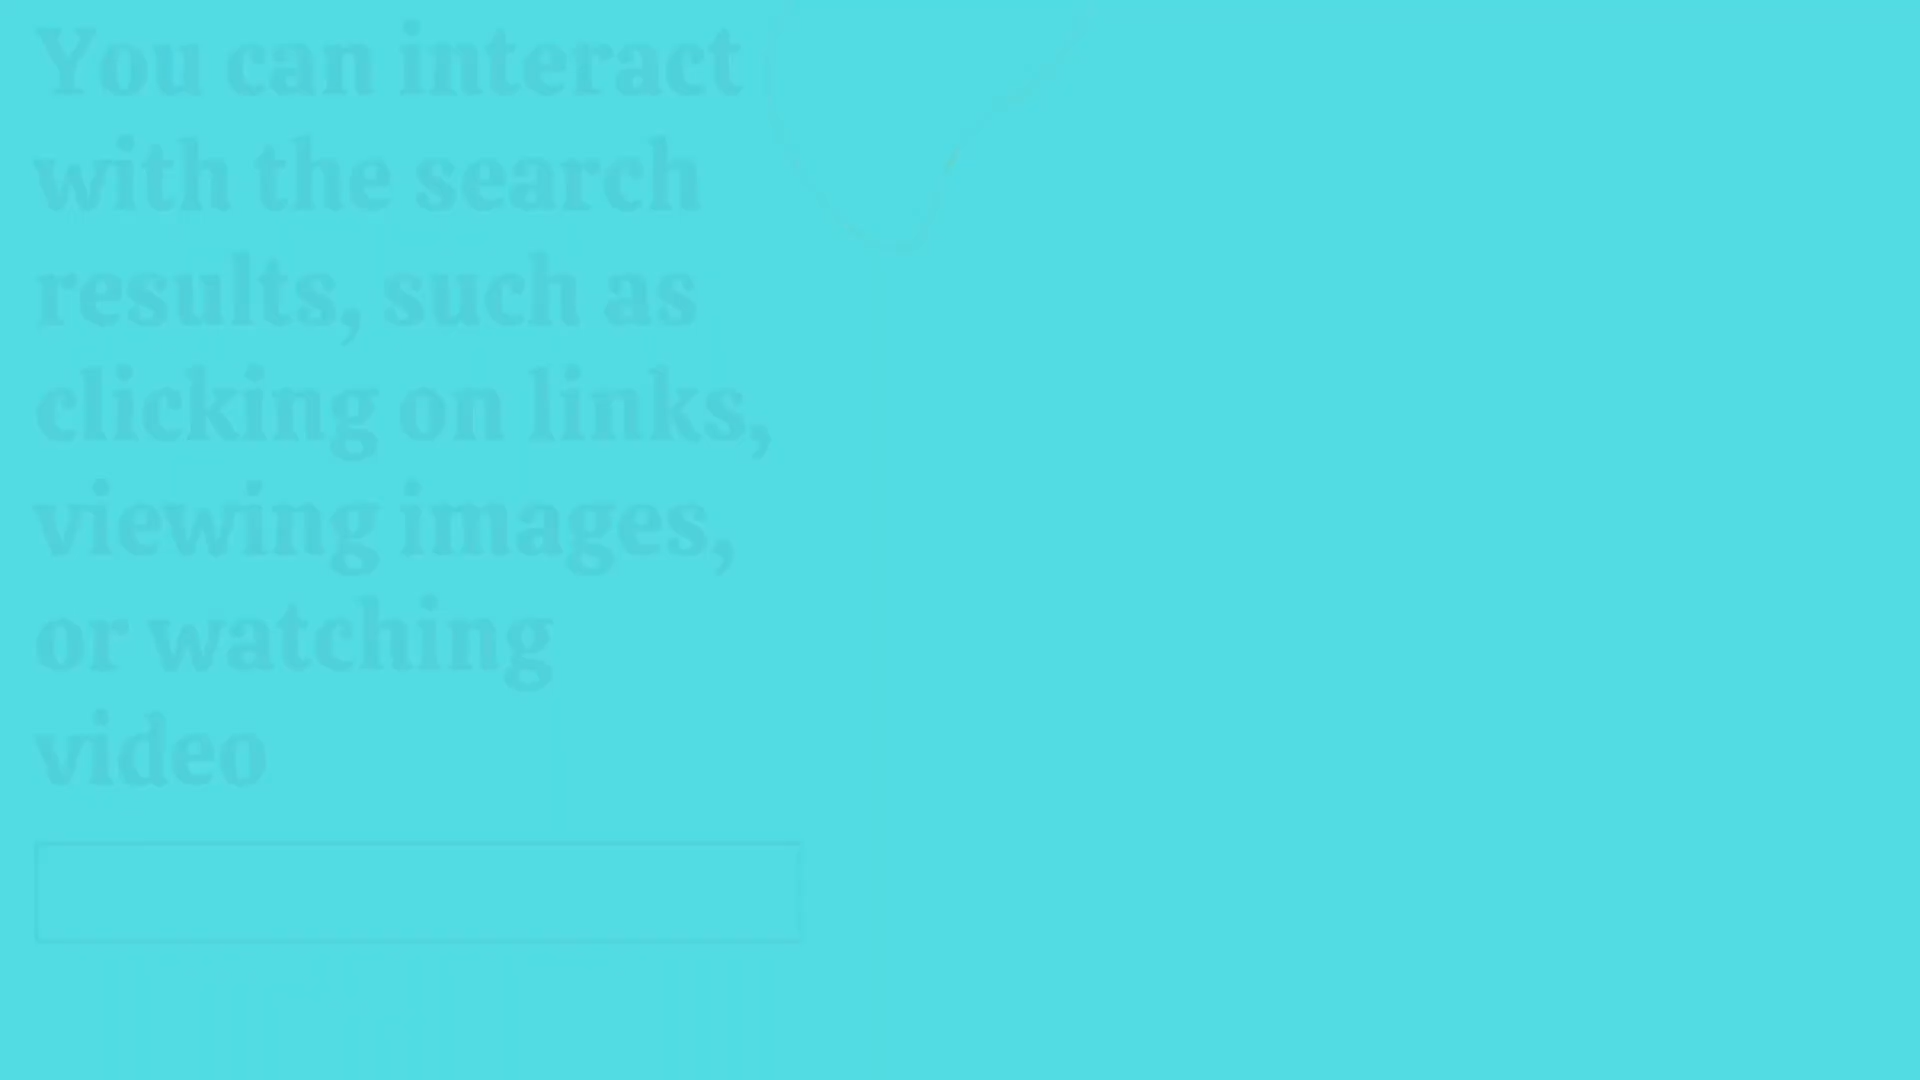 You can interact
with the search
results, such as
clicking on links,
viewing images,
or watching
video